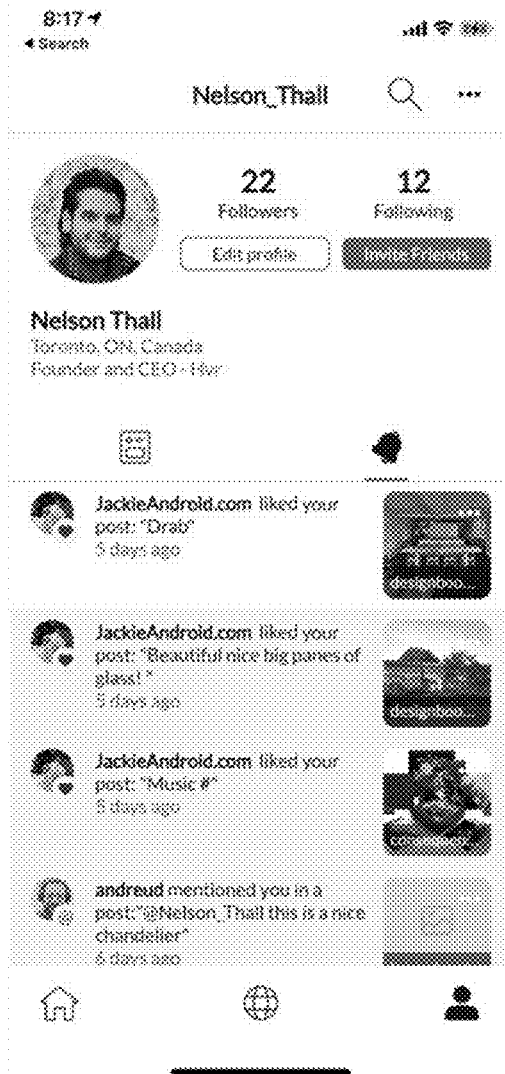 8:17
Search
Nelson_Thall
22
12
Followers
Following
Edit profile
Invite Friends
Nelson Thall
Toronto, ON, Canada
Founder and CEO - Hvr
JackieAndroid.com liked your
post: "Drab"
5 days ago
JackieAndroid.com liked your
post: "Beautiful nice big panes of
glass! "
5 days ago
JackieAndroid.com liked your
post: "Music #"
5 days ago
andreud mentioned you in a
post:"@Nelson_Thall this is a nice
chandelier"
6 days ago